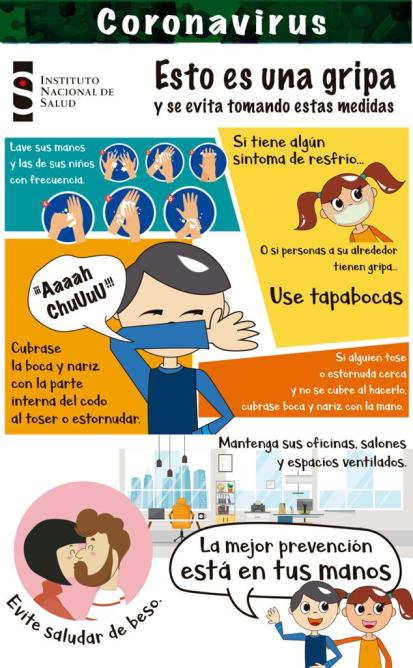 Coronavirus
INSTITUTO
NACIONAL DE
SALUD
Esto es una gripa
y se evita tomando estas medidas
Lave sus manos
y las de sus niños
con frecuencia.
Si tiene algún
síntoma de resfrío...
O si personas a su alrededor
tienen gripa...
Use tapabocas
¡¡¡Aaaah
ChuUuU!!!
Cubrase
la boca y nariz
con la parte
interna del codo
al toser o estornudar.
Si alguien tose
o estornuda cerca
y no se cubre al hacerlo,
cubrase boca y nariz con la mano.
Mantenga sus oficinas, salones
y espacios ventilados.
Evite saludar de beso.
La mejor prevención
está en tus manos